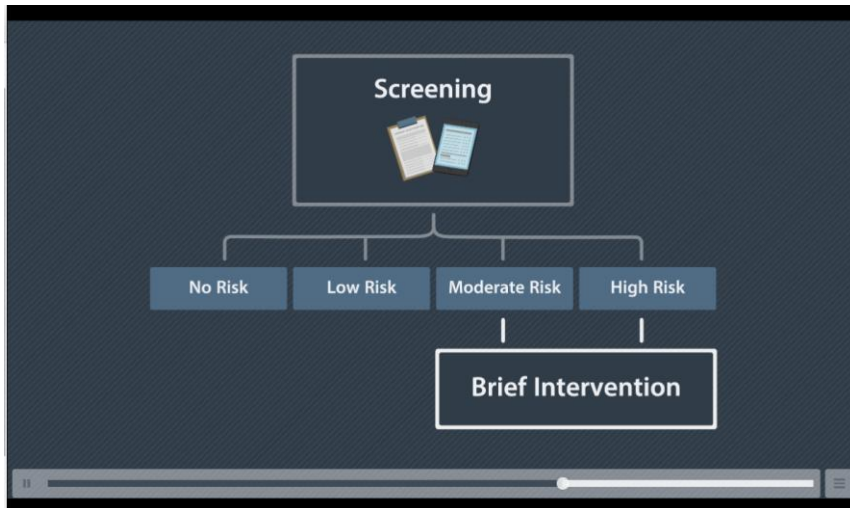 Screening
No Risk
Low Risk
Moderate Risk
High Risk
Brief Intervention